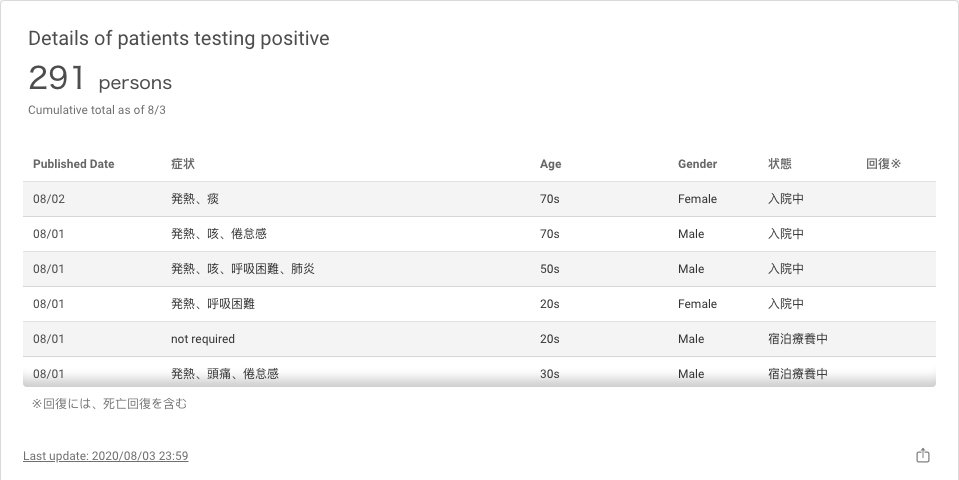 Details of patients testing positive
291 persons
Cumulative total as of 8/3
Published Date 症状 Age Gender 状態 回復※
08/02 発熱、痰 70s Female 入院中
08/01 発熱、咳、倦怠感 70s Male 入院中
08/01 発熱、咳、呼吸困難、肺炎 50s Male 入院中
08/01 発熱、呼吸困難 20s Female 入院中
08/01 not required 20s Male 宿泊療養中
08/01 発熱、頭痛、倦怠感 30s Male 宿泊療養中
※回復には、死亡回復を含む
Last update: 2020/08/03 23:59